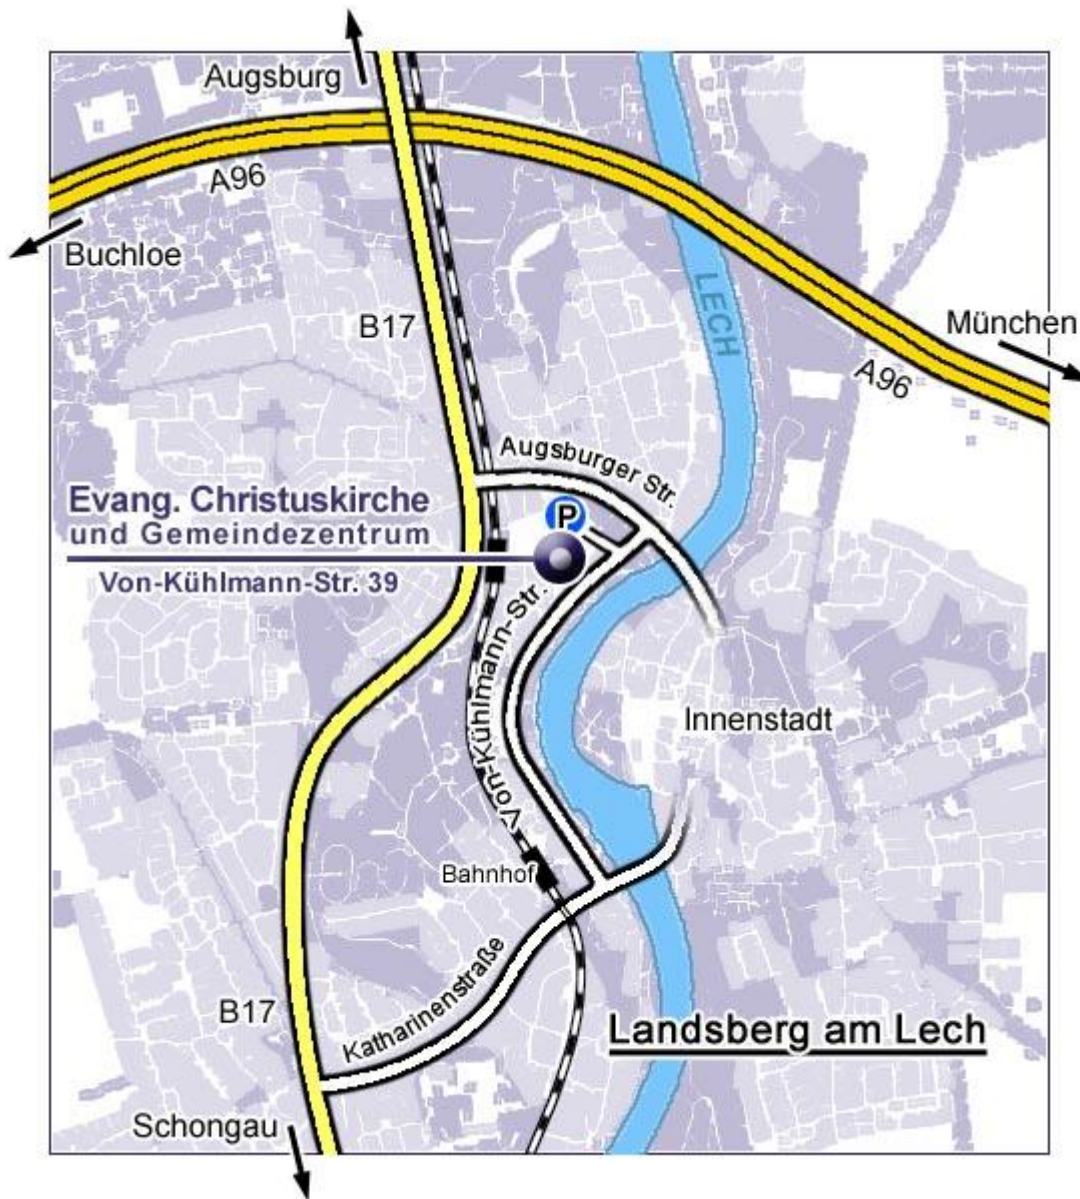 Augsburg
A96
Buchloe
B17
LECH
München
A96
Augsburger Str.
Evang. Christuskirche
und Gemeindezentrum
P
Von-Kühlmann-Str. 39
Von-Kühlmann-Str.
Innenstadt
Bahnhof
Katharinenstraße
B17
Landsberg am Lech
Schongau